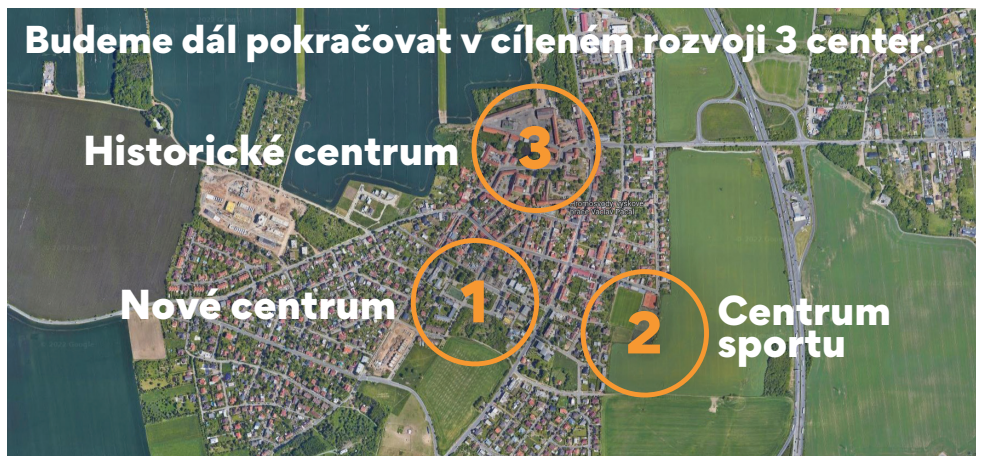 Budeme dál pokračovat v cíleném rozvoji 3 center.
Historické centrum
3
Nové centrum
1
2
Centrum
sportu